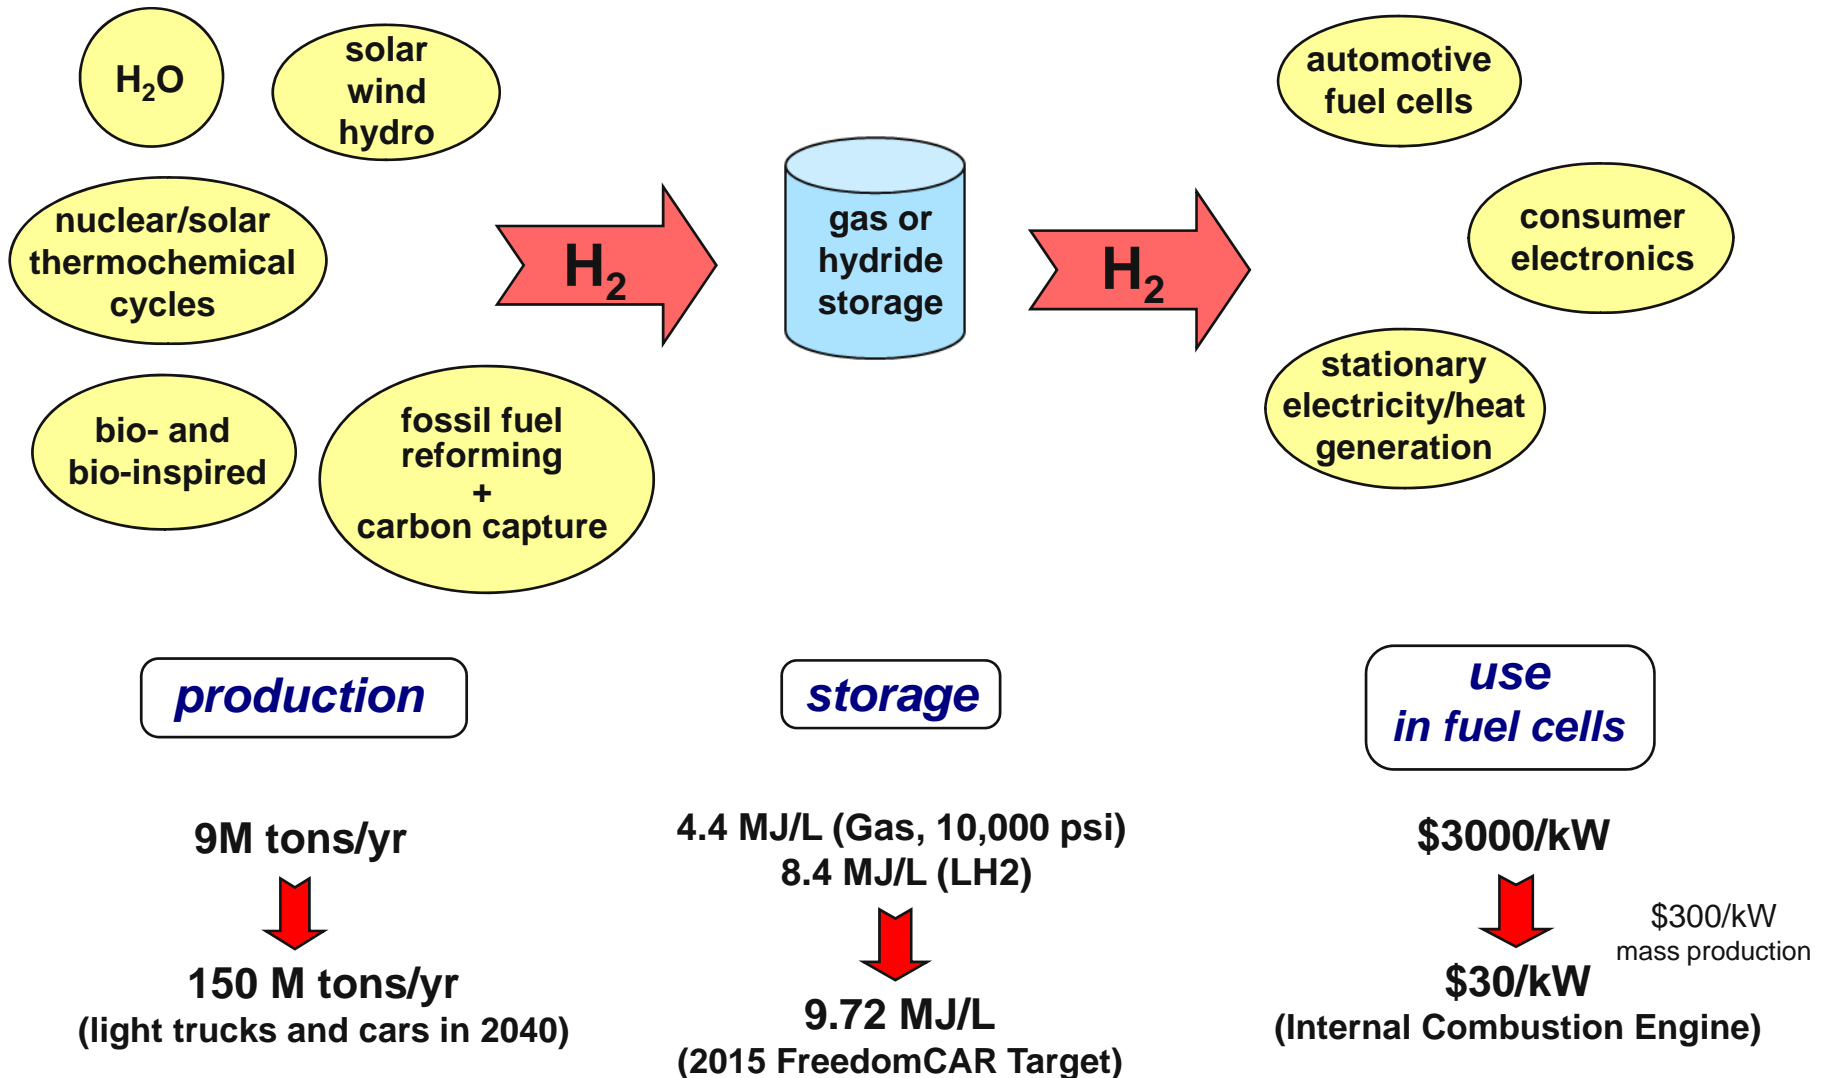 H₂O
solar
wind
hydro
nuclear/solar
thermochemical
cycles
bio- and
bio-inspired
fossil fuel
reforming
+
carbon capture
H₂
gas or
hydride
storage
H₂
automotive
fuel cells
consumer
electronics
stationary
electricity/heat
generation
production
9M tons/yr
150 M tons/yr
(light trucks and cars in 2040)
storage
4.4 MJ/L (Gas, 10,000 psi)
8.4 MJ/L (LH2)
9.72 MJ/L
(2015 FreedomCAR Target)
use
in fuel cells
$3000/kW
$300/kW
mass production
$30/kW
(Internal Combustion Engine)